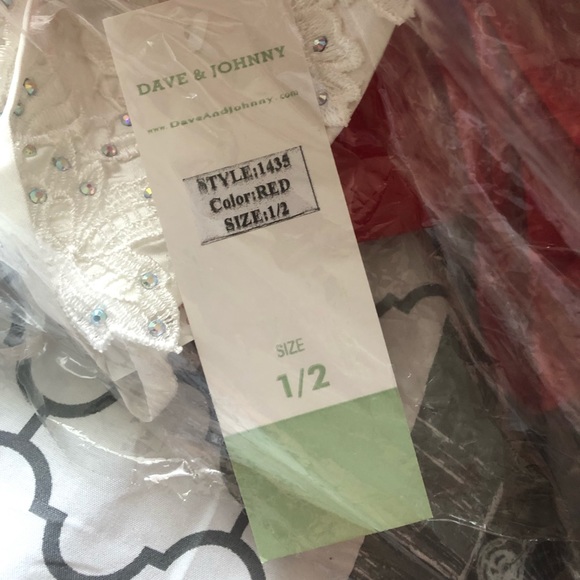 DAVE & JOHNNY
www.DaveAndJohnny.com
STYLE:1435
Color:RED
SIZE:1/2
SIZE
1/2